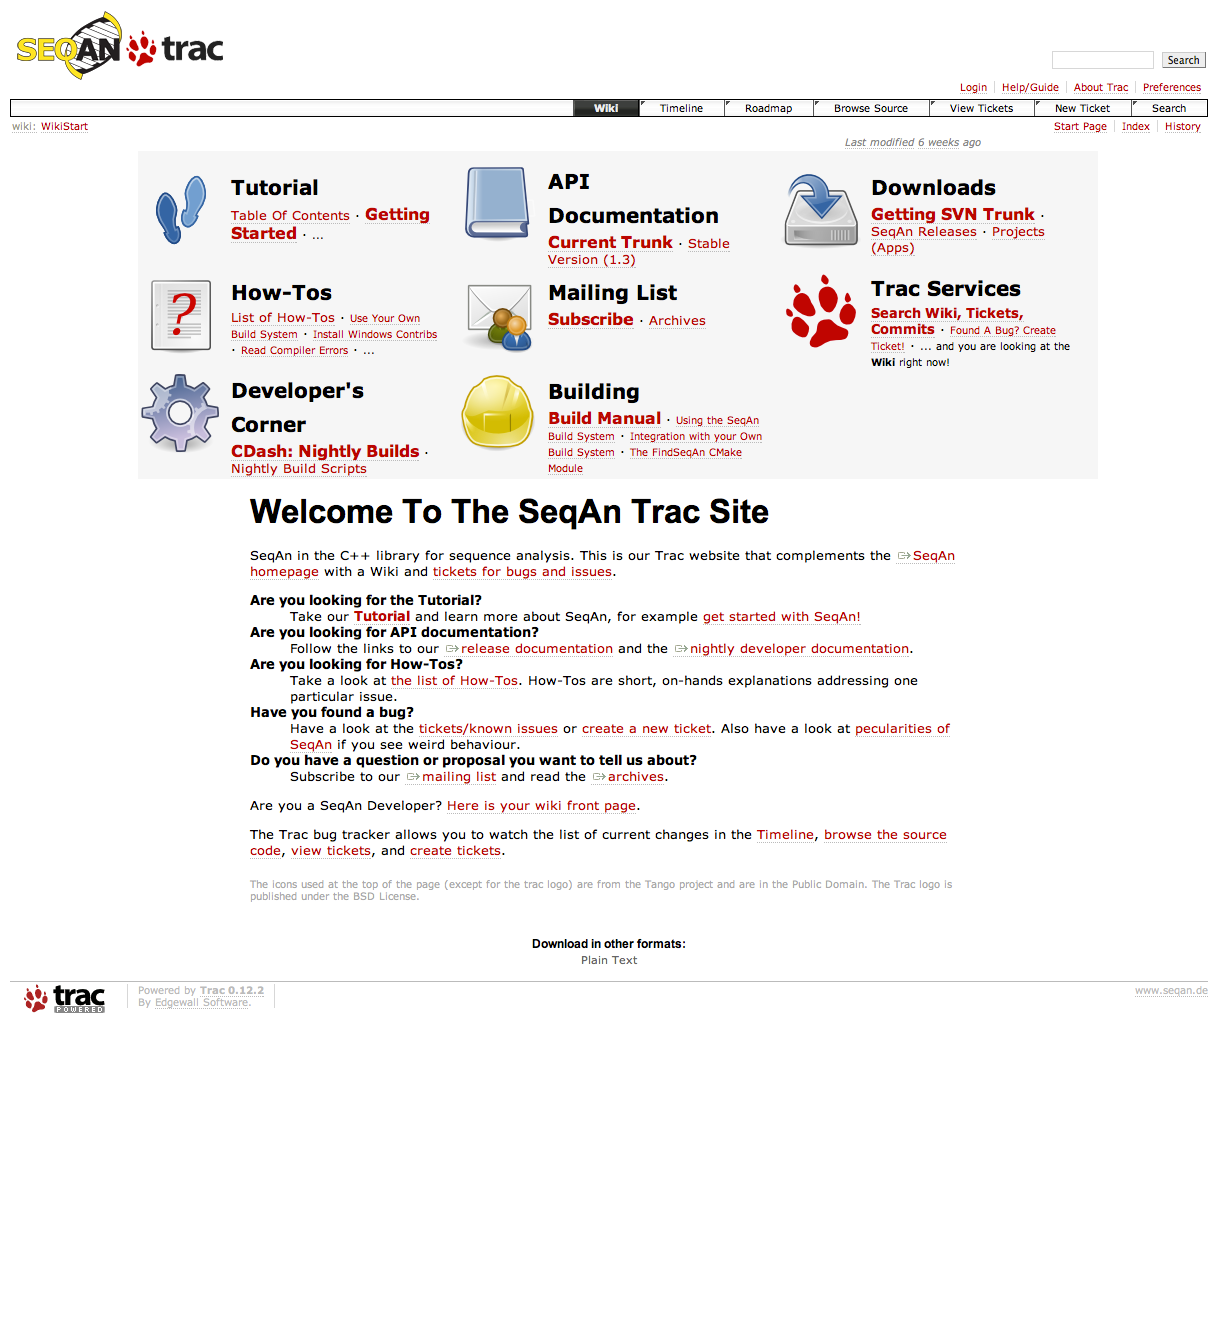 SEQAN trac
Search
Login Help/Guide About Trac Preferences
Wiki Timeline Roadmap Browse Source View Tickets New Ticket Search
wiki: WikiStart
Start Page Index History
Last modified 6 weeks ago
Tutorial
Table Of Contents · Getting
Started · ...
API
Documentation
Current Trunk · Stable
Version (1.3)
Downloads
Getting SVN Trunk ·
SeqAn Releases · Projects
(Apps)
How-Tos
List of How-Tos · Use Your Own
Build System · Install Windows Contribs
· Read Compiler Errors · ...
Mailing List
Subscribe · Archives
Trac Services
Search Wiki, Tickets,
Commits · Found A Bug? Create
Ticket! · ... and you are looking at the
Wiki right now!
Developer's
Corner
CDash: Nightly Builds ·
Nightly Build Scripts
Building
Build Manual · Using the SeqAn
Build System · Integration with your Own
Build System · The FindSeqAn CMake
Module
Welcome To The SeqAn Trac Site
SeqAn in the C++ library for sequence analysis. This is our Trac website that complements the SeqAn
homepage with a Wiki and tickets for bugs and issues.
Are you looking for the Tutorial?
Take our Tutorial and learn more about SeqAn, for example get started with SeqAn!
Are you looking for API documentation?
Follow the links to our release documentation and the nightly developer documentation.
Are you looking for How-Tos?
Take a look at the list of How-Tos. How-Tos are short, on-hands explanations addressing one
particular issue.
Have you found a bug?
Have a look at the tickets/known issues or create a new ticket. Also have a look at pecularities of
SeqAn if you see weird behaviour.
Do you have a question or proposal you want to tell us about?
Subscribe to our mailing list and read the archives.
Are you a SeqAn Developer? Here is your wiki front page.
The Trac bug tracker allows you to watch the list of current changes in the Timeline, browse the source
code, view tickets, and create tickets.
The icons used at the top of the page (except for the trac logo) are from the Tango project and are in the Public Domain. The Trac logo is
published under the BSD License.
Download in other formats:
Plain Text
trac
POWERED
Powered by Trac 0.12.2
By Edgewall Software.
www.seqan.de